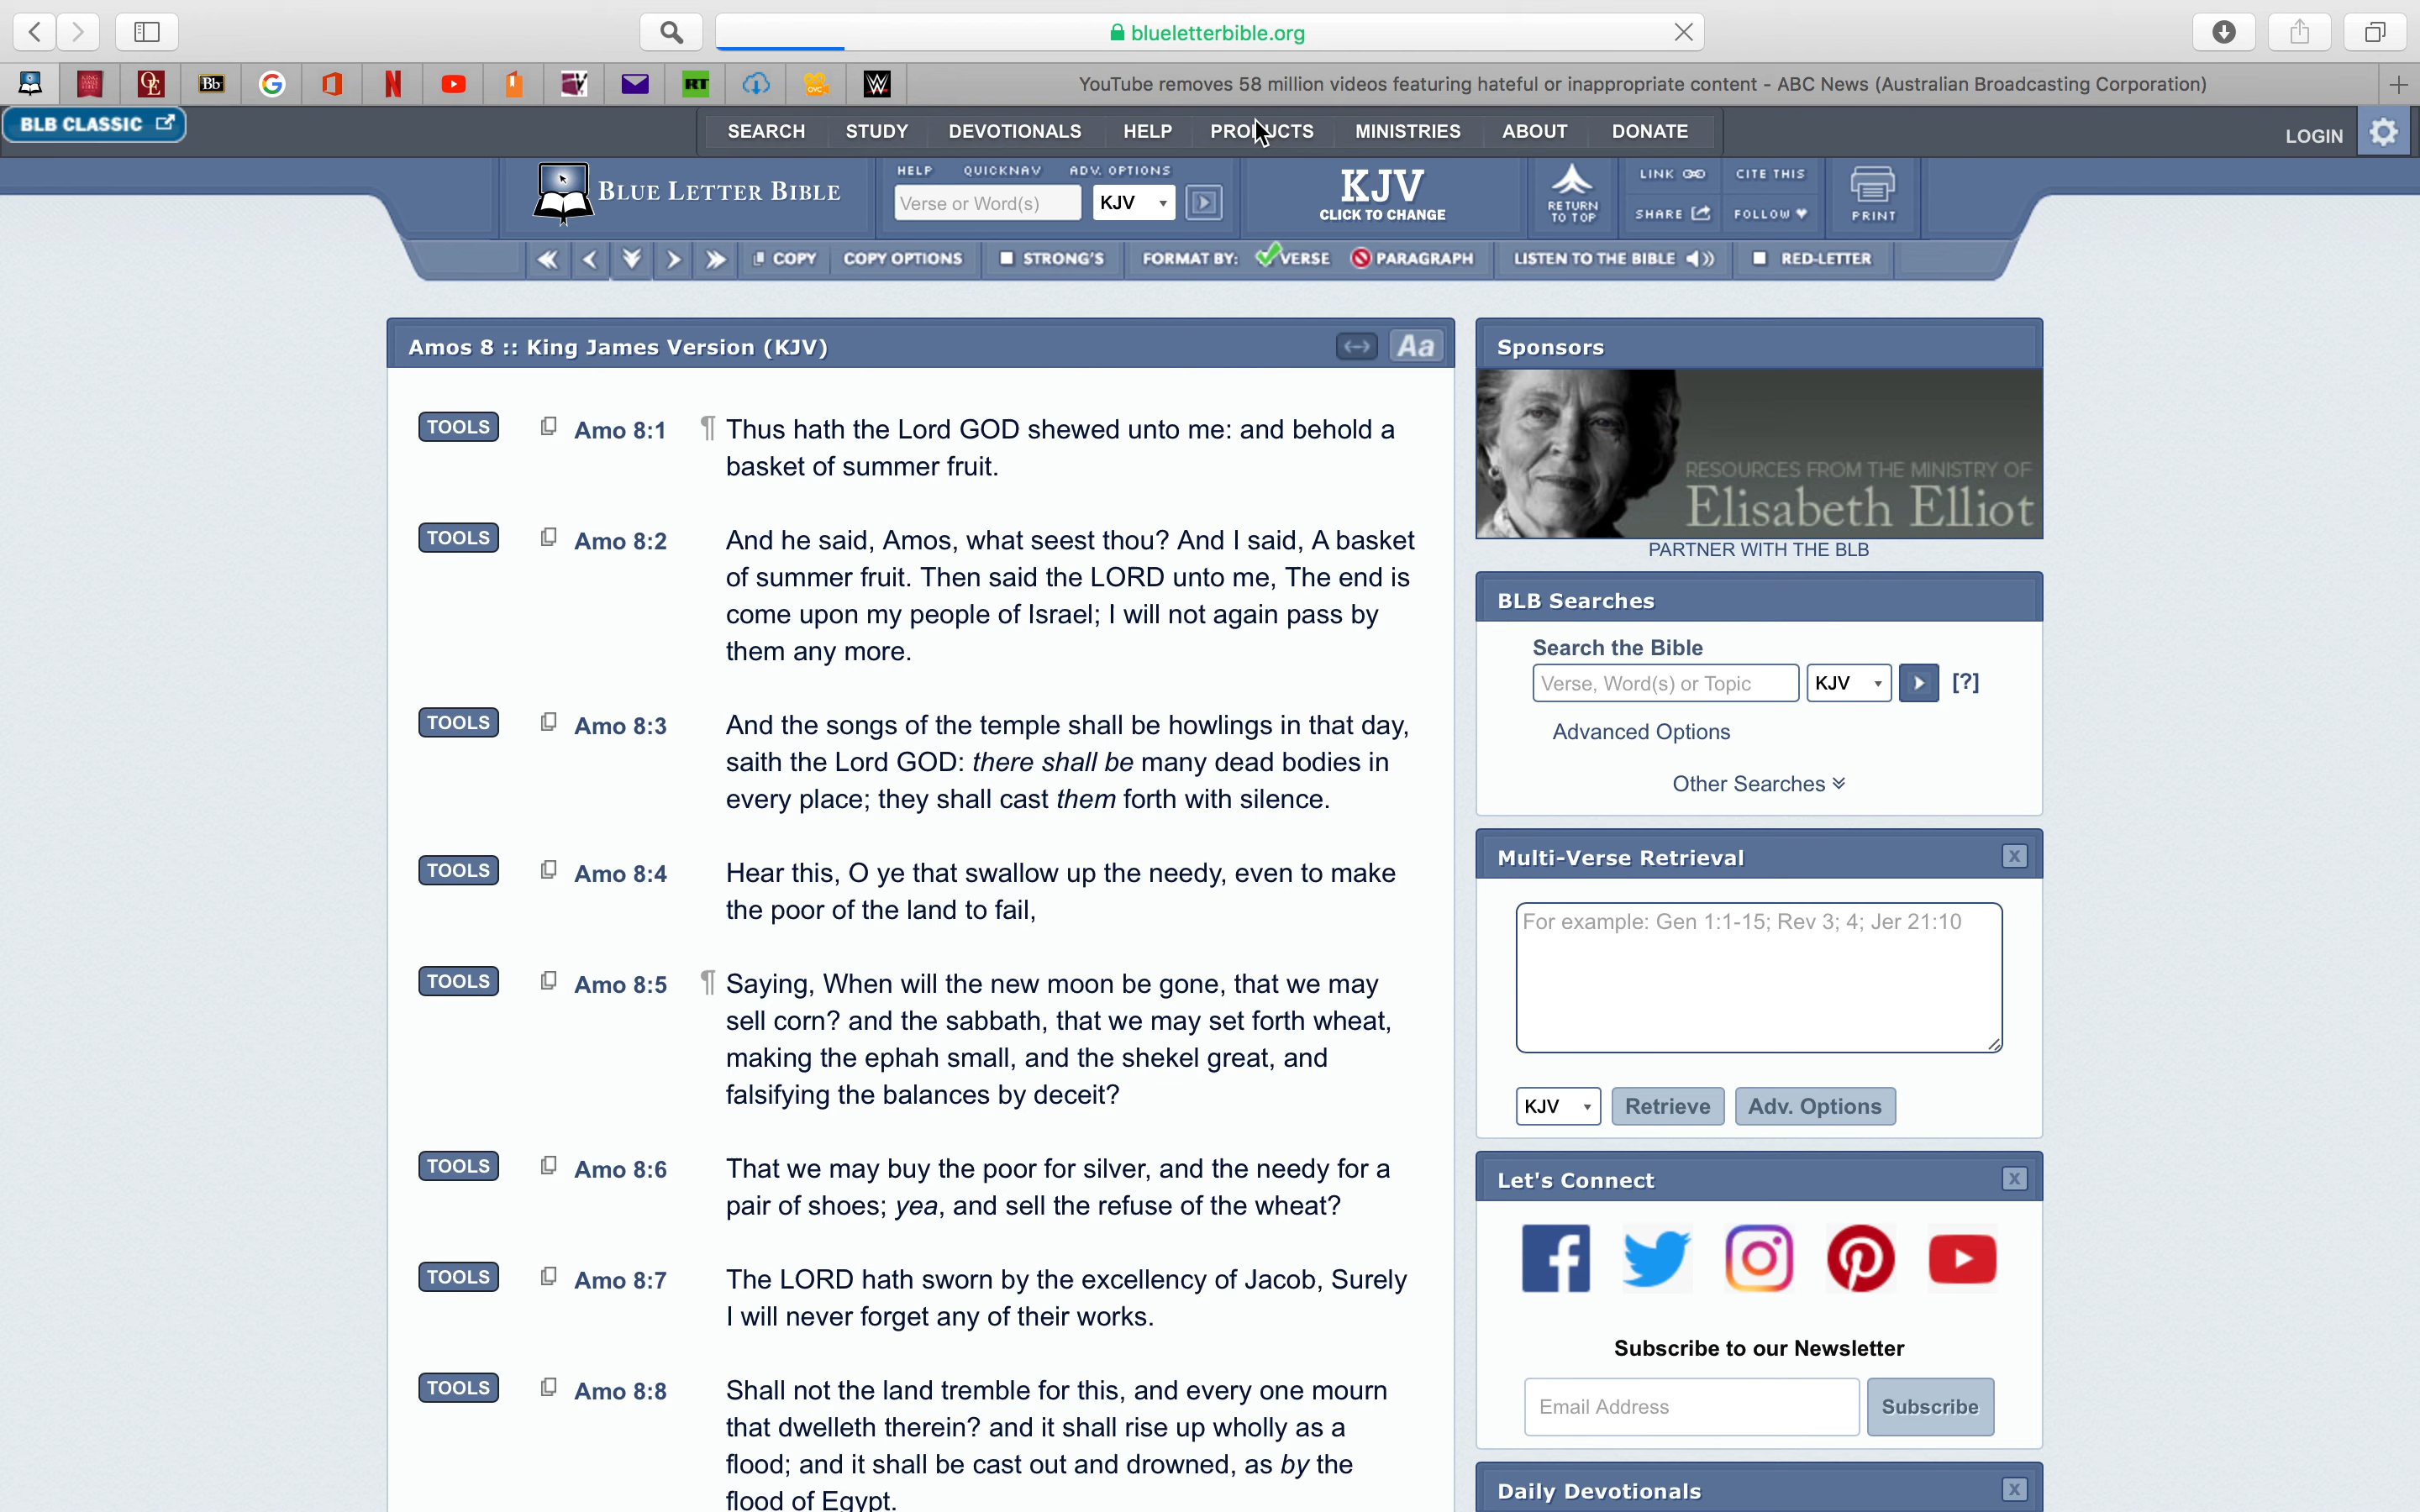 blueletterbible.org
Bb
RT
OVC
W
YouTube removes 58 million videos featuring hateful or inappropriate content - ABC News (Australian Broadcasting Corporation)
BLB CLASSIC
SEARCH STUDY DEVOTIONALS HELP PRODUCTS MINISTRIES ABOUT DONATE
LOGIN
BLUE LETTER BIBLE
HELP QUICKNAV ADV. OPTIONS
Verse or Word(s) KJV
KJV
CLICK TO CHANGE
RETURN
TO TOP
LINK CITE THIS
SHARE FOLLOW
PRINT
COPY COPY OPTIONS STRONG'S FORMAT BY: VERSE PARAGRAPH LISTEN TO THE BIBLE RED-LETTER
Amos 8 :: King James Version (KJV) Aa
TOOLS Amo 8:1 ¶ Thus hath the Lord GOD shewed unto me: and behold a
basket of summer fruit.
TOOLS Amo 8:2 And he said, Amos, what seest thou? And I said, A basket
of summer fruit. Then said the LORD unto me, The end is
come upon my people of Israel; I will not again pass by
them any more.
TOOLS Amo 8:3 And the songs of the temple shall be howlings in that day,
saith the Lord GOD: there shall be many dead bodies in
every place; they shall cast them forth with silence.
TOOLS Amo 8:4 Hear this, O ye that swallow up the needy, even to make
the poor of the land to fail,
TOOLS Amo 8:5 ¶ Saying, When will the new moon be gone, that we may
sell corn? and the sabbath, that we may set forth wheat,
making the ephah small, and the shekel great, and
falsifying the balances by deceit?
TOOLS Amo 8:6 That we may buy the poor for silver, and the needy for a
pair of shoes; yea, and sell the refuse of the wheat?
TOOLS Amo 8:7 The LORD hath sworn by the excellency of Jacob, Surely
I will never forget any of their works.
TOOLS Amo 8:8 Shall not the land tremble for this, and every one mourn
that dwelleth therein? and it shall rise up wholly as a
flood; and it shall be cast out and drowned, as by the
flood of Egypt.
Sponsors
RESOURCES FROM THE MINISTRY OF
Elisabeth Elliot
PARTNER WITH THE BLB
BLB Searches
Search the Bible
Verse, Word(s) or Topic KJV [?]
Advanced Options
Other Searches
Multi-Verse Retrieval x
For example: Gen 1:1-15; Rev 3; 4; Jer 21:10
KJV Retrieve Adv. Options
Let's Connect x
Subscribe to our Newsletter
Email Address Subscribe
Daily Devotionals x